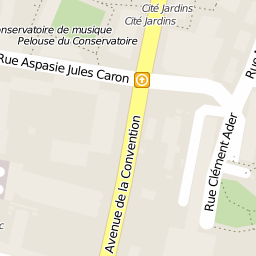 Cité Jardins
Cité Jardins
onservatoire de musique
Pelouse du Conservatoire
Rue Aspasie Jules Caron
Rue
Avenue de la Convention
Rue Clément Ader
c